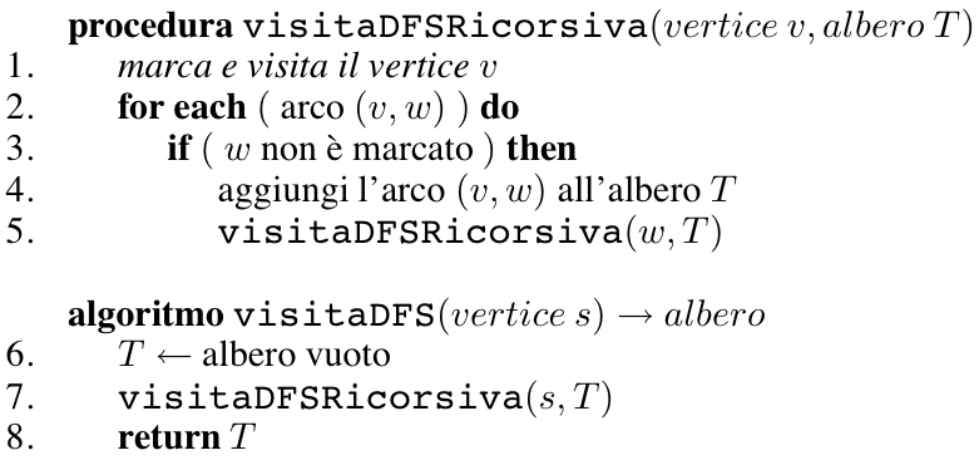 procedura visitaDFSRicorsiva(vertice v, albero T)
1. marca e visita il vertice v
2. for each ( arco (v, w) ) do
3. if ( w non è marcato ) then
4. aggiungi l'arco (v, w) all'albero T
5. visitaDFSRicorsiva(w, T)
algoritmo visitaDFS(vertice s) → albero
6. T ← albero vuoto
7. visitaDFSRicorsiva(s, T)
8. return T